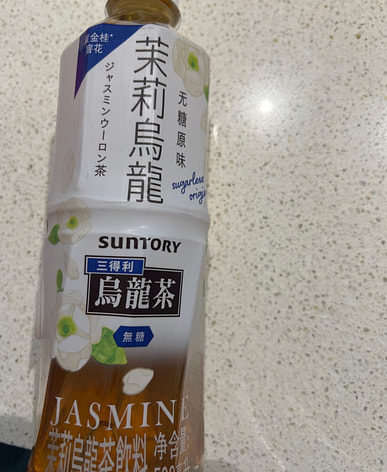 金桂*
窨花
茉莉烏龍
ジャスミンウーロン茶
无糖原味
sugarless
SUNTORY
三得利
烏龍茶
無糖
JASMINE
茉莉烏龍茶飲料 净含量